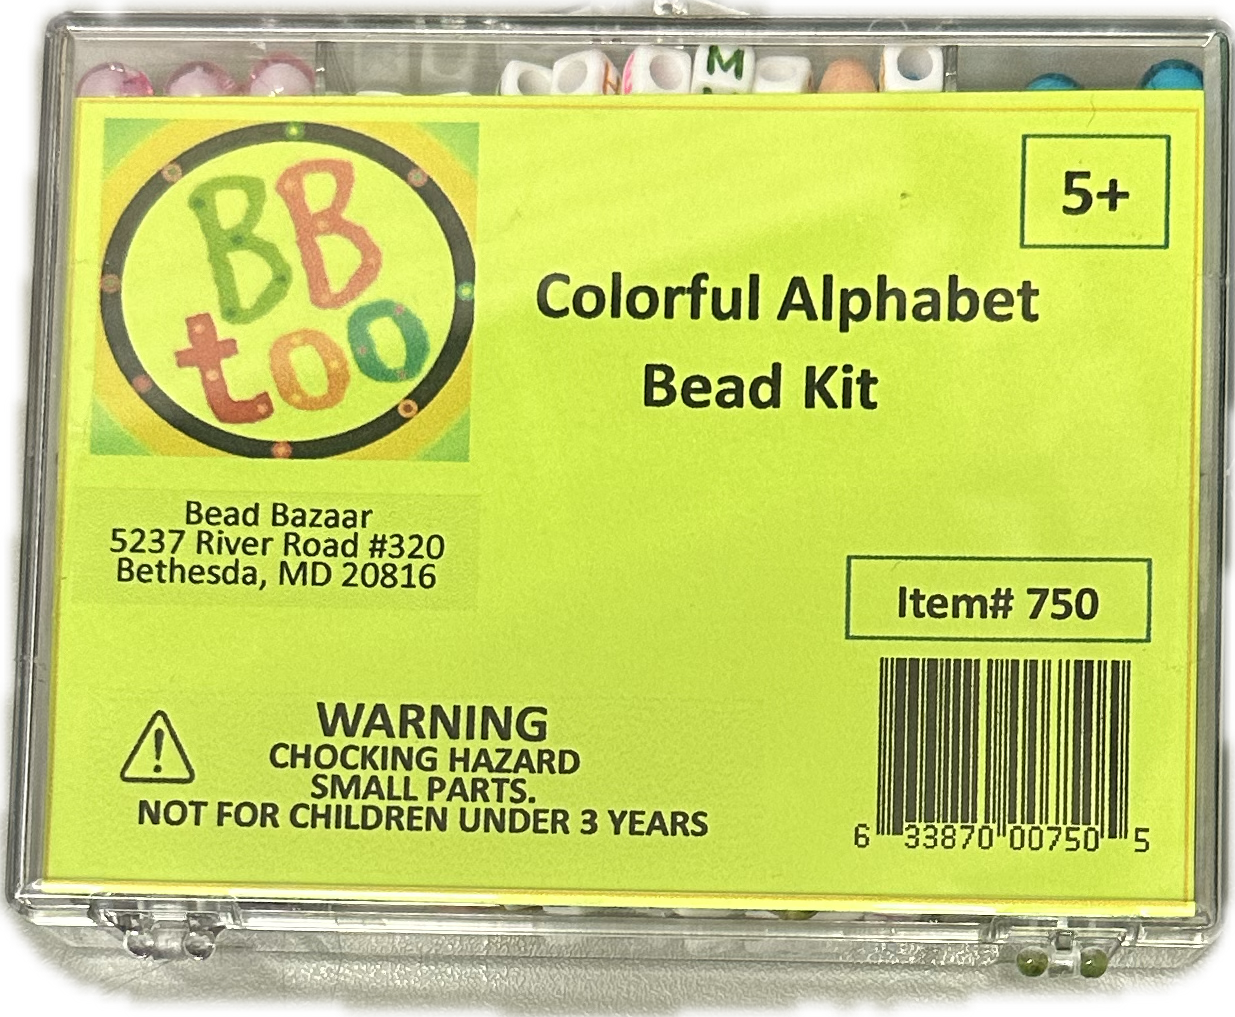 M
BB
too
5+
Colorful Alphabet
Bead Kit
Bead Bazaar
5237 River Road #320
Bethesda, MD 20816
Item# 750
WARNING
CHOCKING HAZARD
SMALL PARTS.
NOT FOR CHILDREN UNDER 3 YEARS
6 33870 00750 5